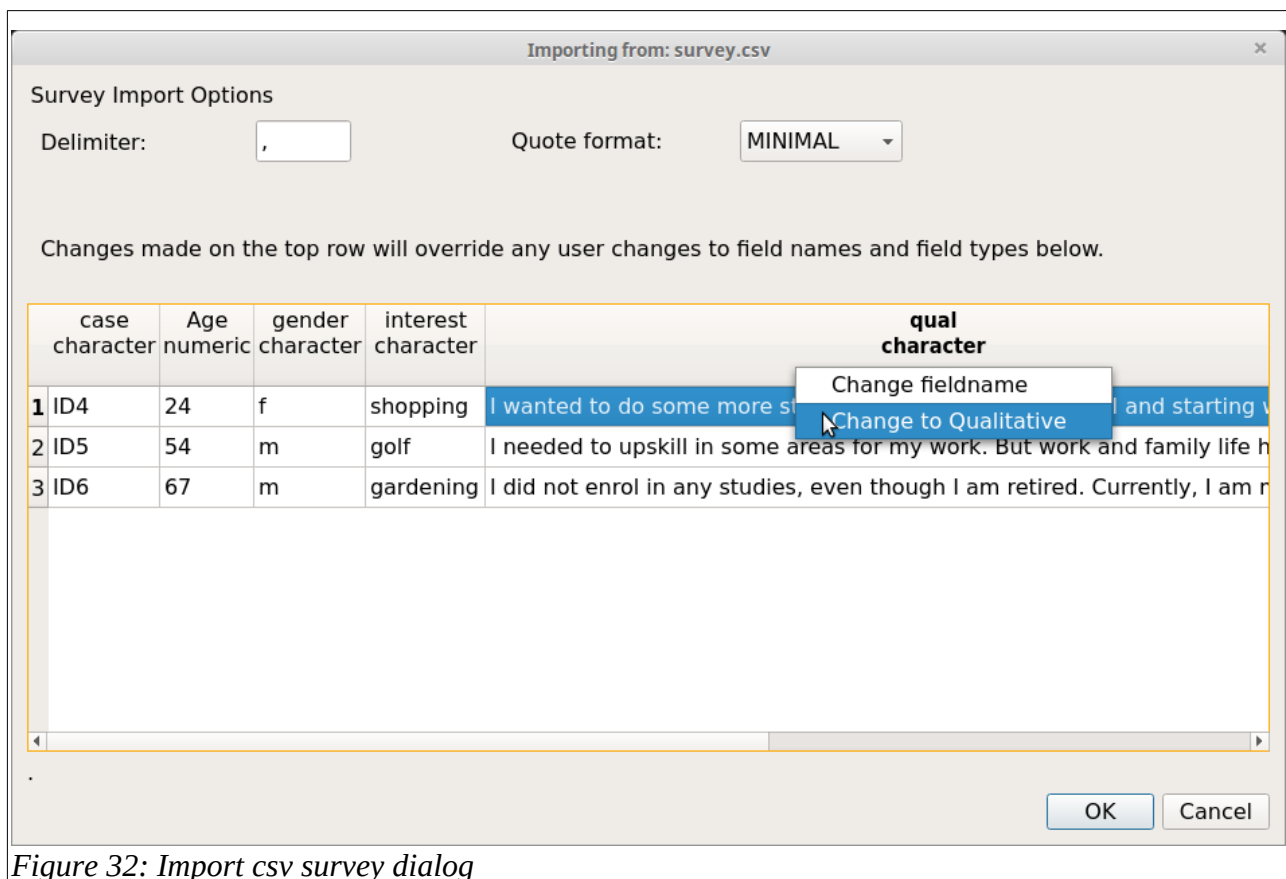 Importing from: survey.csv ×
Survey Import Options
Delimiter: , Quote format: MINIMAL
Changes made on the top row will override any user changes to field names and field types below.
case Age gender interest qual
character numeric character character character
Change fieldname
1 ID4 24 f shopping I wanted to do some more and starting
Change to Qualitative
2 ID5 54 m golf I needed to upskill in some areas for my work. But work and family life
3 ID6 67 m gardening I did not enrol in any studies, even though I am retired. Currently, I am
.
OK Cancel
Figure 32: Import csv survey dialog